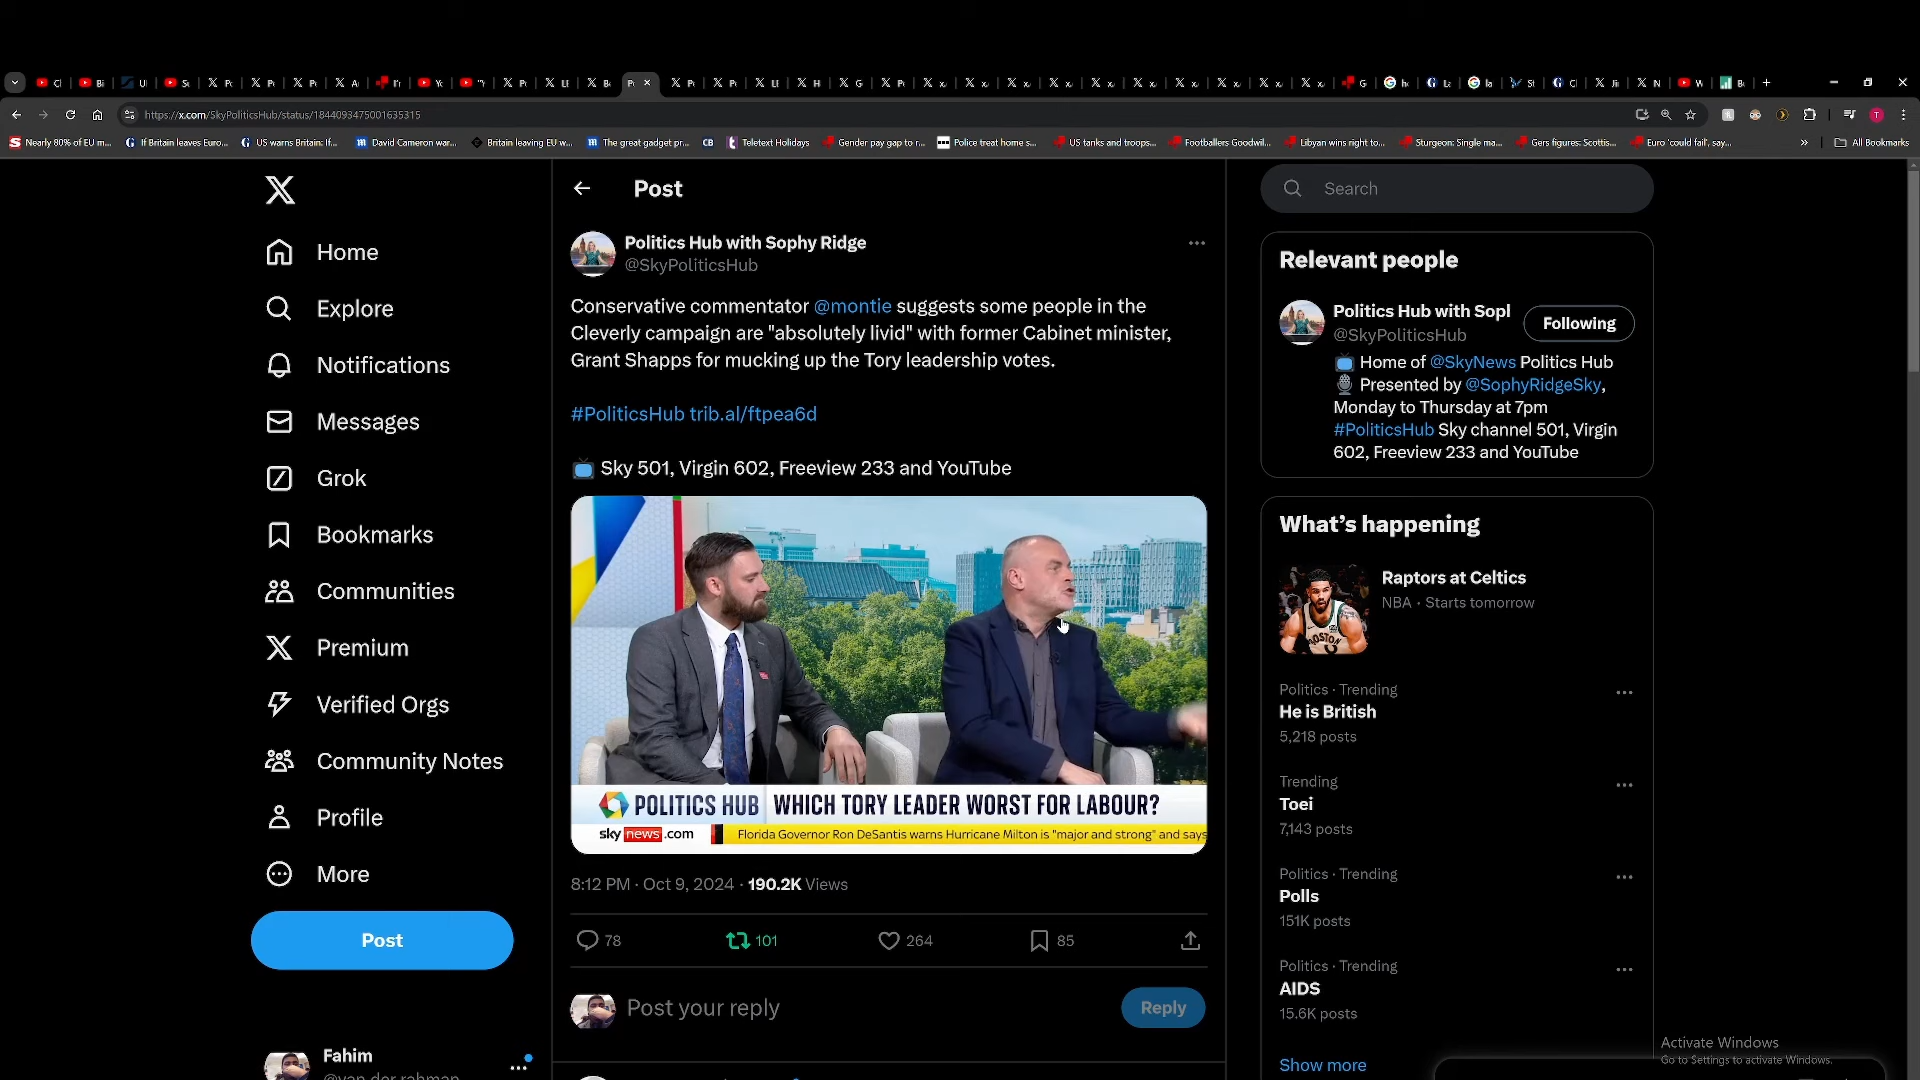 https://x.com/SkyPoliticsHub/status/1844093475001635315
Nearly 80% of EU m...
If Britain leaves Euro...
US warns Britain: If...
David Cameron war...
Britain leaving EU w...
The great gadget pr...
CB
Teletext Holidays
Gender pay gap to r...
Police treat home s...
US tanks and troops...
Footballers Goodwil...
Libyan wins right to...
Sturgeon: Single ma...
Gers figures: Scottis...
Euro 'could fail', say...
All Bookmarks
Home
Explore
Notifications
Messages
Grok
Bookmarks
Communities
Premium
Verified Orgs
Community Notes
Profile
More
Post
Fahim
@van der rahman
Post
Politics Hub with Sophy Ridge
@SkyPoliticsHub
Conservative commentator @montie suggests some people in the
Cleverly campaign are "absolutely livid" with former Cabinet minister,
Grant Shapps for mucking up the Tory leadership votes.
#PoliticsHub trib.al/ftpea6d
Sky 501, Virgin 602, Freeview 233 and YouTube
BOSTON
POLITICS HUB WHICH TORY LEADER WORST FOR LABOUR?
sky news.com Florida Governor Ron DeSantis warns Hurricane Milton is "major and strong" and says
8:12 PM · Oct 9, 2024 · 190.2K Views
78
101
264
85
Post your reply
Reply
Search
Relevant people
Politics Hub with Sopl
@SkyPoliticsHub
Following
Home of @SkyNews Politics Hub
Presented by @SophyRidgeSky,
Monday to Thursday at 7pm
#PoliticsHub Sky channel 501, Virgin
602, Freeview 233 and YouTube
What's happening
Raptors at Celtics
NBA · Starts tomorrow
Politics · Trending
He is British
5,218 posts
Trending
Toei
7,143 posts
Politics · Trending
Polls
151K posts
Politics · Trending
AIDS
15.6K posts
Show more
Activate Windows
Go to Settings to activate Windows.